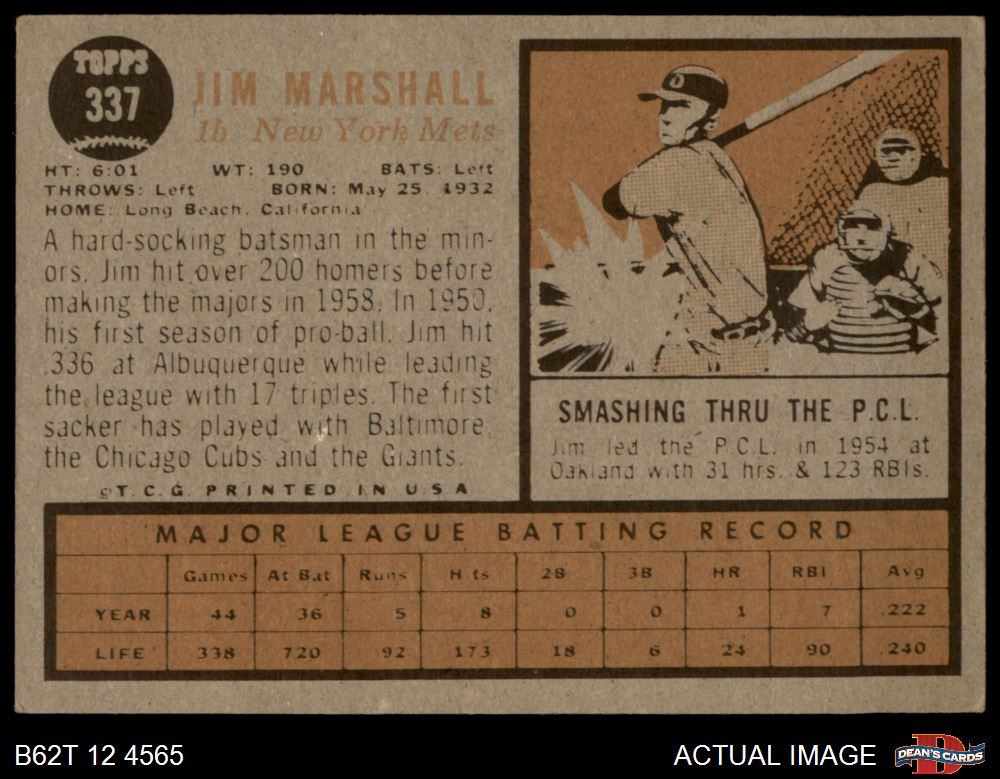 TOPPS
337
JIM MARSHALL
1b New York Mets
HT: 6:01 WT: 190 BATS: Left
THROWS: Left BORN: May 25, 1932
HOME: Long Beach, California
A hard-socking batsman in the min-
ors, Jim hit over 200 homers before
making the majors in 1958. In 1950,
his first season of pro-ball, Jim hit
.336 at Albuquerque while leading
the league with 17 triples. The first
sacker has played with Baltimore,
the Chicago Cubs and the Giants.
©T.C.G. PRINTED IN U.S.A
O
SMASHING THRU THE P.C.L.
Jim led the P.C.L. in 1954 at
Oakland with 31 hrs. & 123 RBIs.
MAJOR LEAGUE BATTING RECORD
Games At Bat Runs Hits 2B 3B HR RBI Avg
YEAR 44 36 5 8 0 0 1 7 .222
LIFE 338 720 92 173 18 6 24 90 .240
B62T 12 4565
ACTUAL IMAGE
D
DEAN'S CARDS